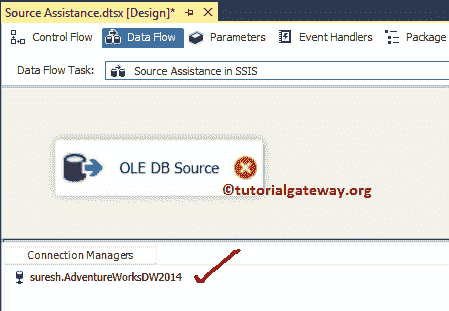 Source Assistance.dtsx [Design]*
Control Flow Data Flow Parameters Event Handlers Package
Data Flow Task: Source Assistance in SSIS
OLE DB Source
©tutorialgateway.org
Connection Managers
suresh.AdventureWorksDW2014